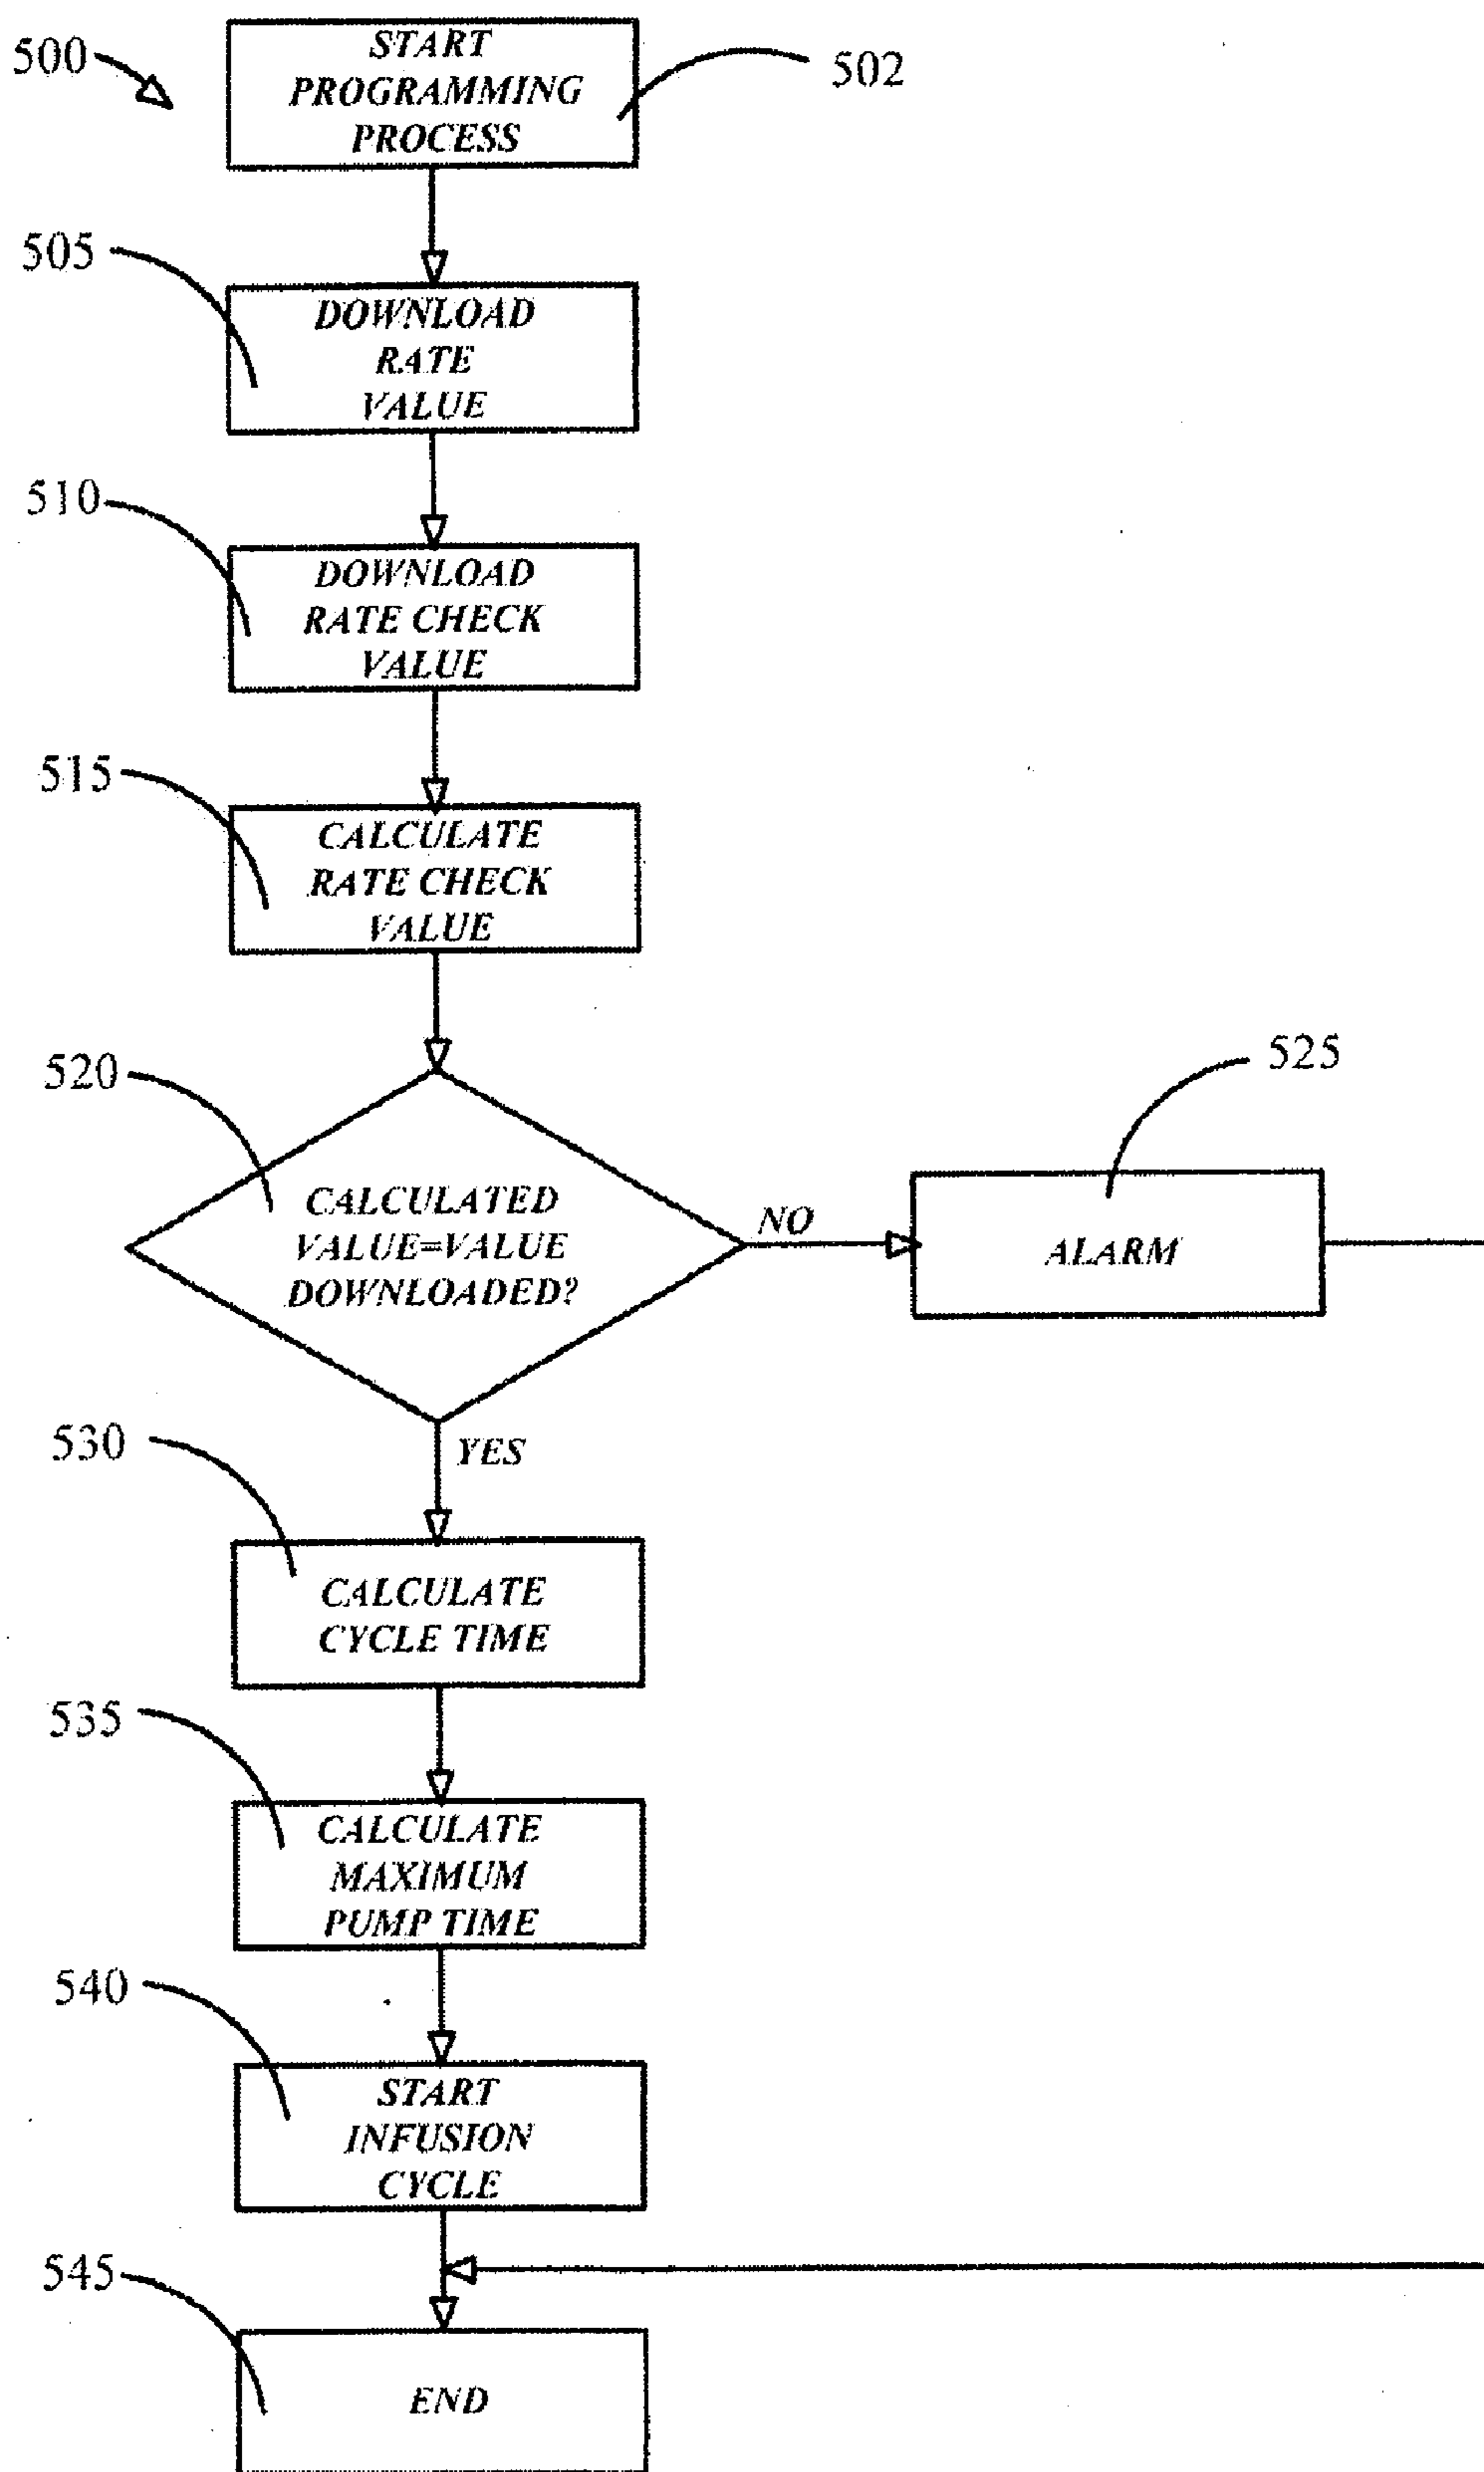 500
START
PROGRAMMING
PROCESS
502
505
DOWNLOAD
RATE
VALUE
510
DOWNLOAD
RATE CHECK
VALUE
515
CALCULATE
RATE CHECK
VALUE
520
CALCULATED
VALUE=VALUE
DOWNLOADED?
NO
525
ALARM
YES
530
CALCULATE
CYCLE TIME
535
CALCULATE
MAXIMUM
PUMP TIME
540
START
INFUSION
CYCLE
545
END